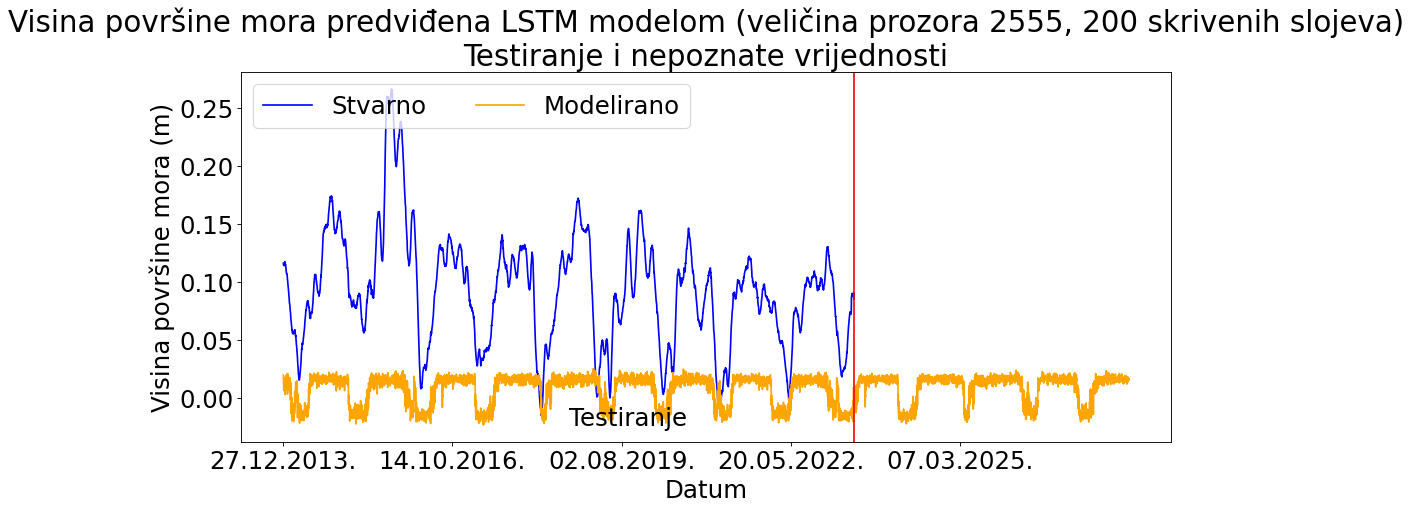 Visina površine mora predviđena LSTM modelom (veličina prozora 2555, 200 skrivenih slojeva)
Testiranje i nepoznate vrijednosti
Stvarno
Modelirano
Visina površine mora (m)
0.25
0.20
0.15
0.10
0.05
0.00
Testiranje
27.12.2013.
14.10.2016.
02.08.2019.
20.05.2022.
07.03.2025.
Datum